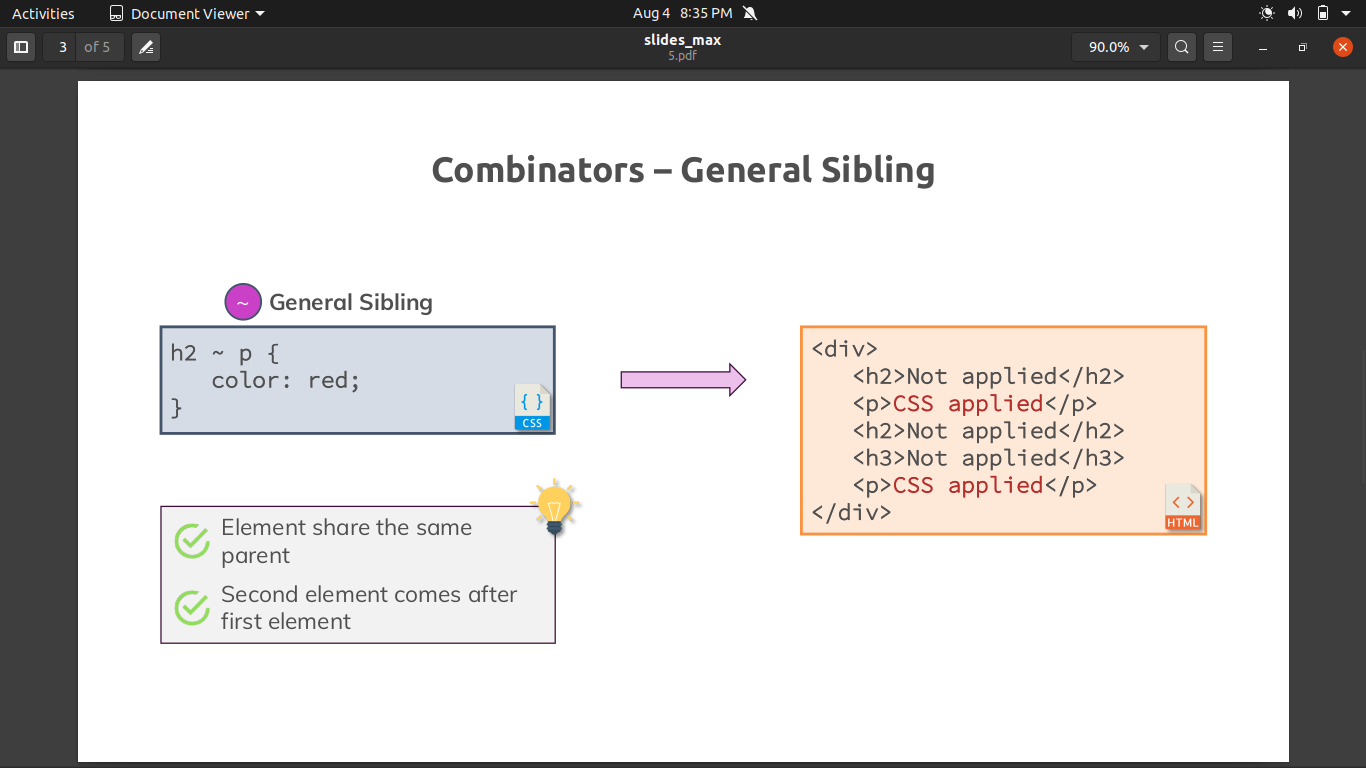 Activities Document Viewer Aug 4 8:35 PM
3 of 5 slides_max 90.0%
5.pdf
Combinators – General Sibling
~ General Sibling
h2 ~ p {
color: red;
}
{ }
CSS
<div>
<h2>Not applied</h2>
<p>CSS applied</p>
<h2>Not applied</h2>
<h3>Not applied</h3>
<p>CSS applied</p>
</div>
< >
HTML
Element share the same
parent
Second element comes after
first element